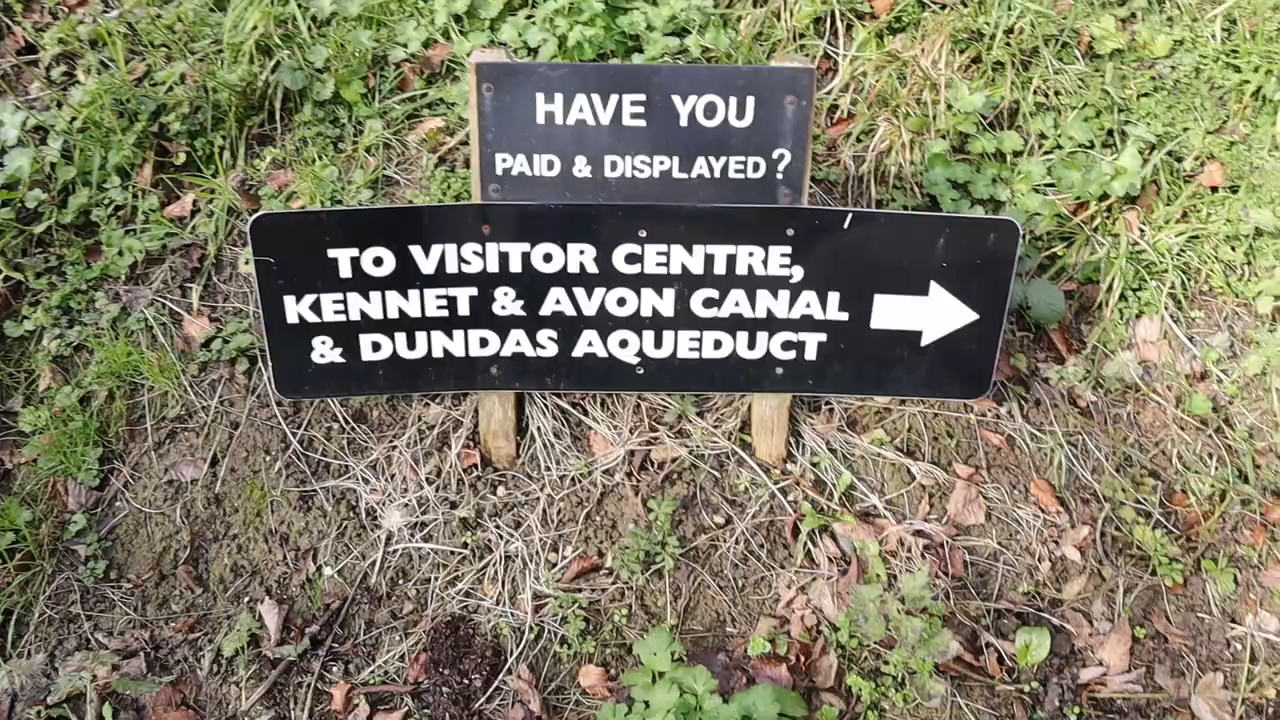 HAVE YOU
PAID & DISPLAYED?
TO VISITOR CENTRE,
KENNET & AVON CANAL
& DUNDAS AQUEDUCT